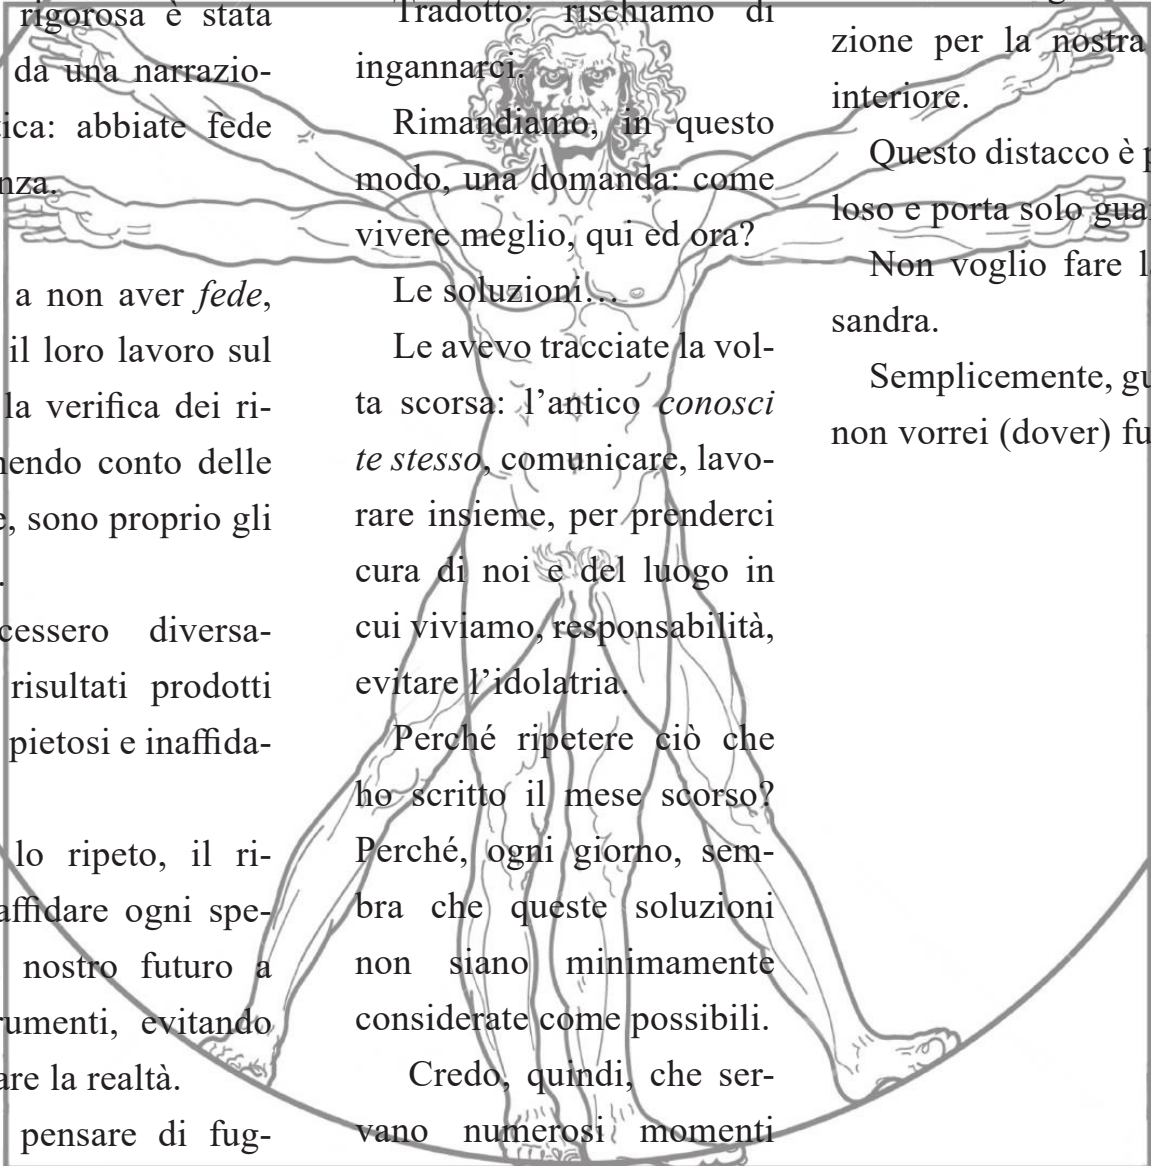 rigorosa è stata
da una narrazio-
tica: abbiate fede
nza.
a non aver fede,
il loro lavoro sul
la verifica dei ri-
nendo conto delle
e, sono proprio gli
.
cessero diversa-
risultati prodotti
pietosi e inaffida-
lo ripeto, il ri-
affidare ogni spe-
nostro futuro a
rumenti, evitando
are la realtà.
pensare di fug-
Tradotto: rischiamo di
ingannarci.
Rimandiamo, in questo
modo, una domanda: come
vivere meglio, qui ed ora?
Le soluzioni…
Le avevo tracciate la vol-
ta scorsa: l’antico conosci
te stesso, comunicare, lavo-
rare insieme, per prenderci
cura di noi e del luogo in
cui viviamo, responsabilità,
evitare l’idolatria.
Perché ripetere ciò che
ho scritto il mese scorso?
Perché, ogni giorno, sem-
bra che queste soluzioni
non siano minimamente
considerate come possibili.
Credo, quindi, che ser-
vano numerosi momenti
zione per la nostra
interiore.
Questo distacco è p
loso e porta solo gua
Non voglio fare l
sandra.
Semplicemente, gu
non vorrei (dover) fu